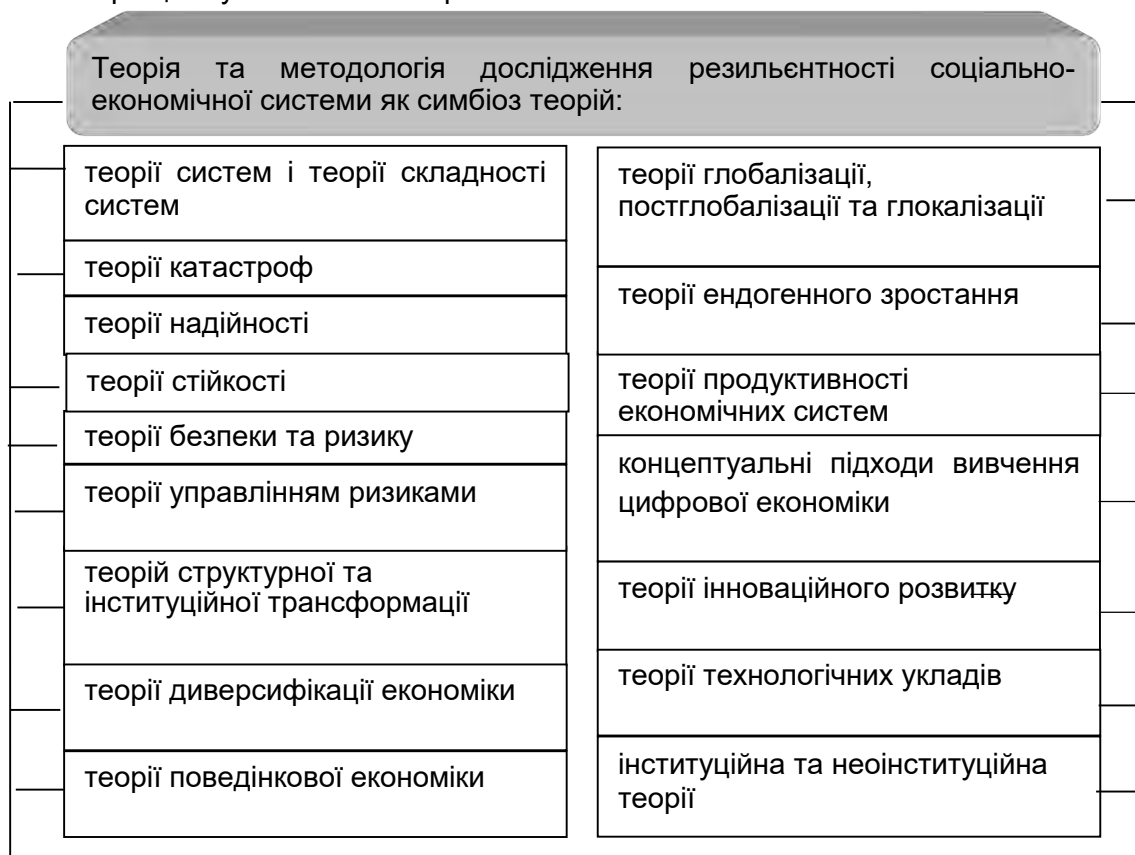 Теорія та методологія дослідження резильєнтності соціально-
економічної системи як симбіоз теорій:
теорії систем і теорії складності
систем
теорії катастроф
теорії надійності
теорії стійкості
теорії безпеки та ризику
теорії управлінням ризиками
теорій структурної та
інституційної трансформації
теорії диверсифікації економіки
теорії поведінкової економіки
теорії глобалізації,
постглобалізації та глокалізації
теорії ендогенного зростання
теорії продуктивності
економічних систем
концептуальні підходи вивчення
цифрової економіки
теорії інноваційного розвитку
теорії технологічних укладів
інституційна та неоінституційна
теорії